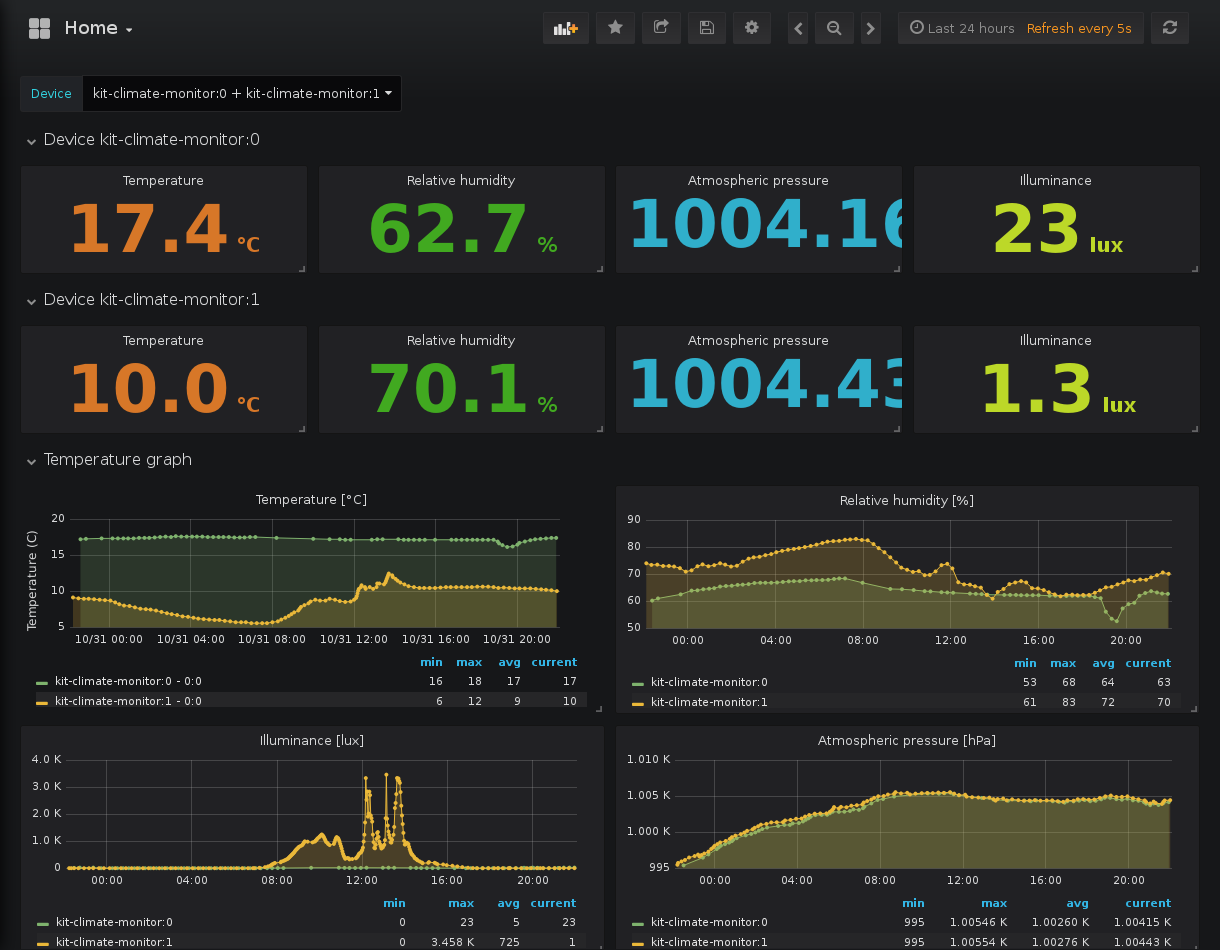 Home
Last 24 hours Refresh every 5s
Device kit-climate-monitor:0 + kit-climate-monitor:1
Device kit-climate-monitor:0
Temperature Relative humidity Atmospheric pressure Illuminance
17.4 °C 62.7 % 1004.16 23 lux
Device kit-climate-monitor:1
Temperature Relative humidity Atmospheric pressure Illuminance
10.0 °C 70.1 % 1004.43 1.3 lux
Temperature graph
Temperature [°C]
Temperature (C)
20
15
10
5
10/31 00:00 10/31 04:00 10/31 08:00 10/31 12:00 10/31 16:00 10/31 20:00
min max avg current
kit-climate-monitor:0 - 0:0 16 18 17 17
kit-climate-monitor:1 - 0:0 6 12 9 10
Relative humidity [%]
90
80
70
60
50
00:00 04:00 08:00 12:00 16:00 20:00
min max avg current
kit-climate-monitor:0 53 68 64 63
kit-climate-monitor:1 61 83 72 70
Illuminance [lux]
4.0 K
3.0 K
2.0 K
1.0 K
0
00:00 04:00 08:00 12:00 16:00 20:00
min max avg current
kit-climate-monitor:0 0 23 5 23
kit-climate-monitor:1 0 3.458 K 725 1
Atmospheric pressure [hPa]
1.010 K
1.005 K
1.000 K
995
00:00 04:00 08:00 12:00 16:00 20:00
min max avg current
kit-climate-monitor:0 995 1.00546 K 1.00260 K 1.00415 K
kit-climate-monitor:1 995 1.00554 K 1.00276 K 1.00443 K